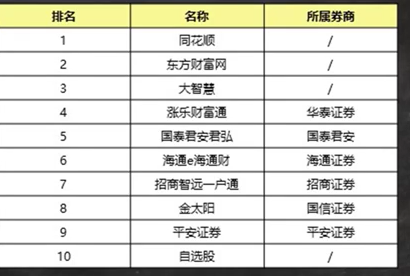 排名 名称 所属券商
1 同花顺 /
2 东方财富网 /
3 大智慧 /
4 涨乐财富通 华泰证券
5 国泰君安君弘 国泰君安
6 海通e海通财 海通证券
7 招商智远一户通 招商证券
8 金太阳 国信证券
9 平安证券 平安证券
10 自选股 /